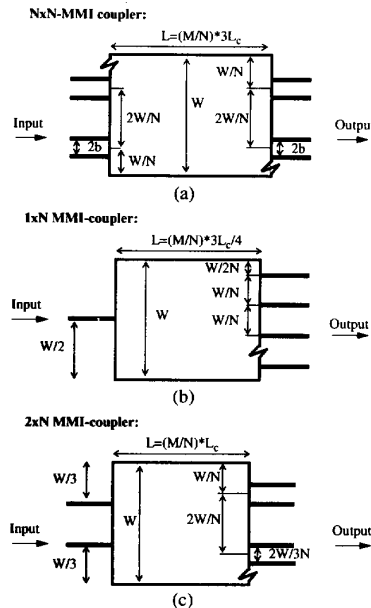 NxN-MMI coupler:
L=(M/N)*3Lc
W/N
W
2W/N
2W/N
Input
Outpu
2b
2b
W/N
(a)
1xN MMI-coupler:
L=(M/N)*3Lc/4
W/2N
W/N
Input
W
W/N
W/2
Output
(b)
2xN MMI-coupler:
L=(M/N)*Lc
W/3
W/N
W
2W/N
Input
Output
W/3
2W/3N
(c)